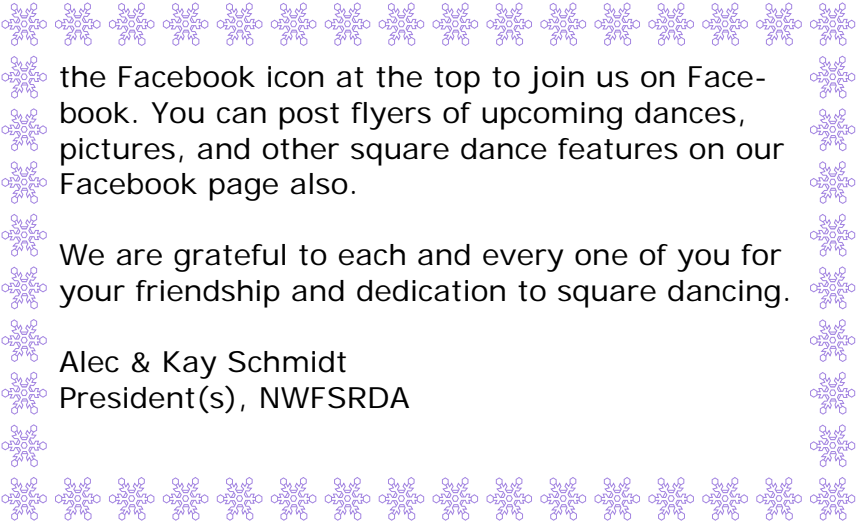 the Facebook icon at the top to join us on Face-
book. You can post flyers of upcoming dances,
pictures, and other square dance features on our
Facebook page also.
We are grateful to each and every one of you for
your friendship and dedication to square dancing.
Alec & Kay Schmidt
President(s), NWFSRDA